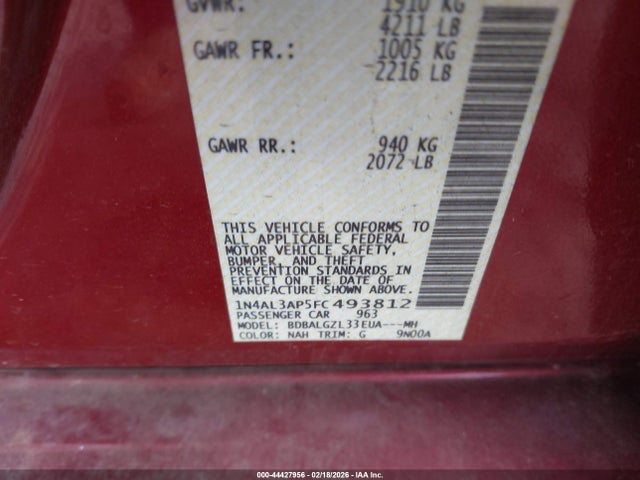 GVWR: 1910 KG
4211 LB
GAWR FR.: 1005 KG
2216 LB
GAWR RR.: 940 KG
2072 LB
THIS VEHICLE CONFORMS TO
ALL APPLICABLE FEDERAL
MOTOR VEHICLE SAFETY,
BUMPER, AND THEFT
PREVENTION STANDARDS IN
EFFECT ON THE DATE OF
MANUFACTURE SHOWN ABOVE.
1N4AL3AP5FC493812
PASSENGER CAR 963
MODEL: BDBALGZL33EUA---MH
COLOR: NAH TRIM: G 9N00A
000-44427956 - 02/18/2026 - IAA Inc.